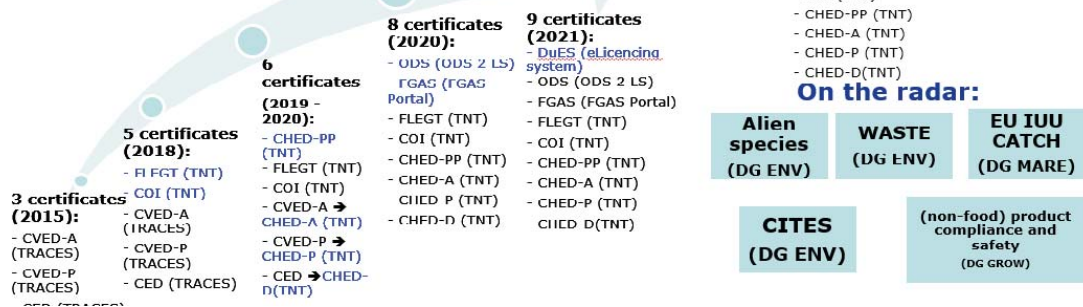 3 certificates
(2015):
- CVED-A
(TRACES)
- CVED-P
(TRACES)
- CED (TRACES)
5 certificates
(2018):
- FLEGT (TNT)
- COI (TNT)
- CVED-A
(TRACES)
- CVED-P
(TRACES)
- CED (TRACES)
6
certificates
(2019 -
2020):
- CHED-PP
(TNT)
- FLEGT (TNT)
- COI (TNT)
- CVED-A ➔
CHED-A (TNT)
- CVED-P ➔
CHED-P (TNT)
- CED ➔CHED-
D(TNT)
8 certificates
(2020):
- ODS (ODS 2 LS)
FGAS (FGAS
Portal)
- FLEGT (TNT)
- COI (TNT)
- CHED-PP (TNT)
- CHED-A (TNT)
CHED P (TNT)
- CHED-D (TNT)
9 certificates
(2021):
- DuES (eLicencing
system)
- ODS (ODS 2 LS)
- FGAS (FGAS Portal)
- FLEGT (TNT)
- COI (TNT)
- CHED-PP (TNT)
- CHED-A (TNT)
- CHED-P (TNT)
CHED D(TNT)
- CHED-PP (TNT)
- CHED-A (TNT)
- CHED-P (TNT)
- CHED-D(TNT)
On the radar:
Alien
species
(DG ENV)
WASTE
(DG ENV)
EU IUU
CATCH
(DG MARE)
CITES
(DG ENV)
(non-food) product
compliance and
safety
(DG GROW)